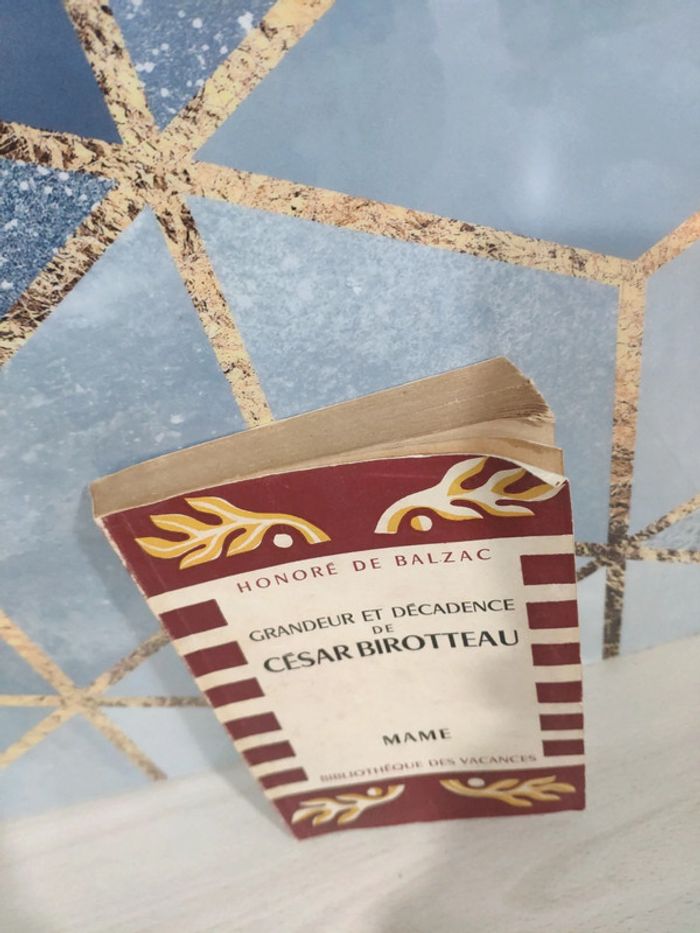 HONORÉ DE BALZAC
GRANDEUR ET DÉCADENCE
DE
CÉSAR BIROTTEAU
MAME
BIBLIOTHÈQUE DES VACANCES